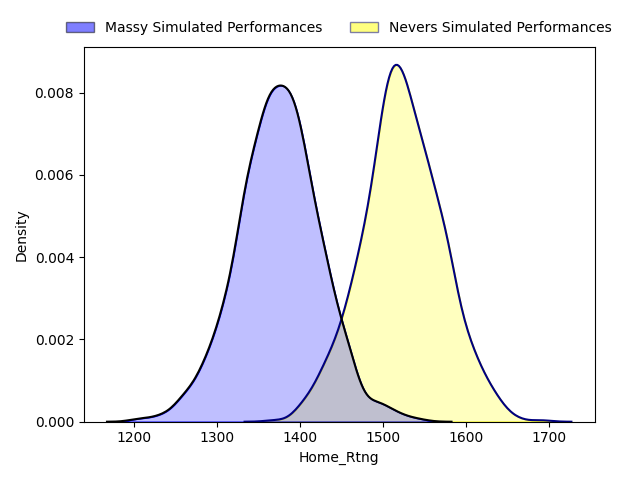 Massy Simulated Performances
Nevers Simulated Performances
Density
0.008
0.006
0.004
0.002
0.000
1200
1300
1400
1500
1600
1700
Home_Rtng